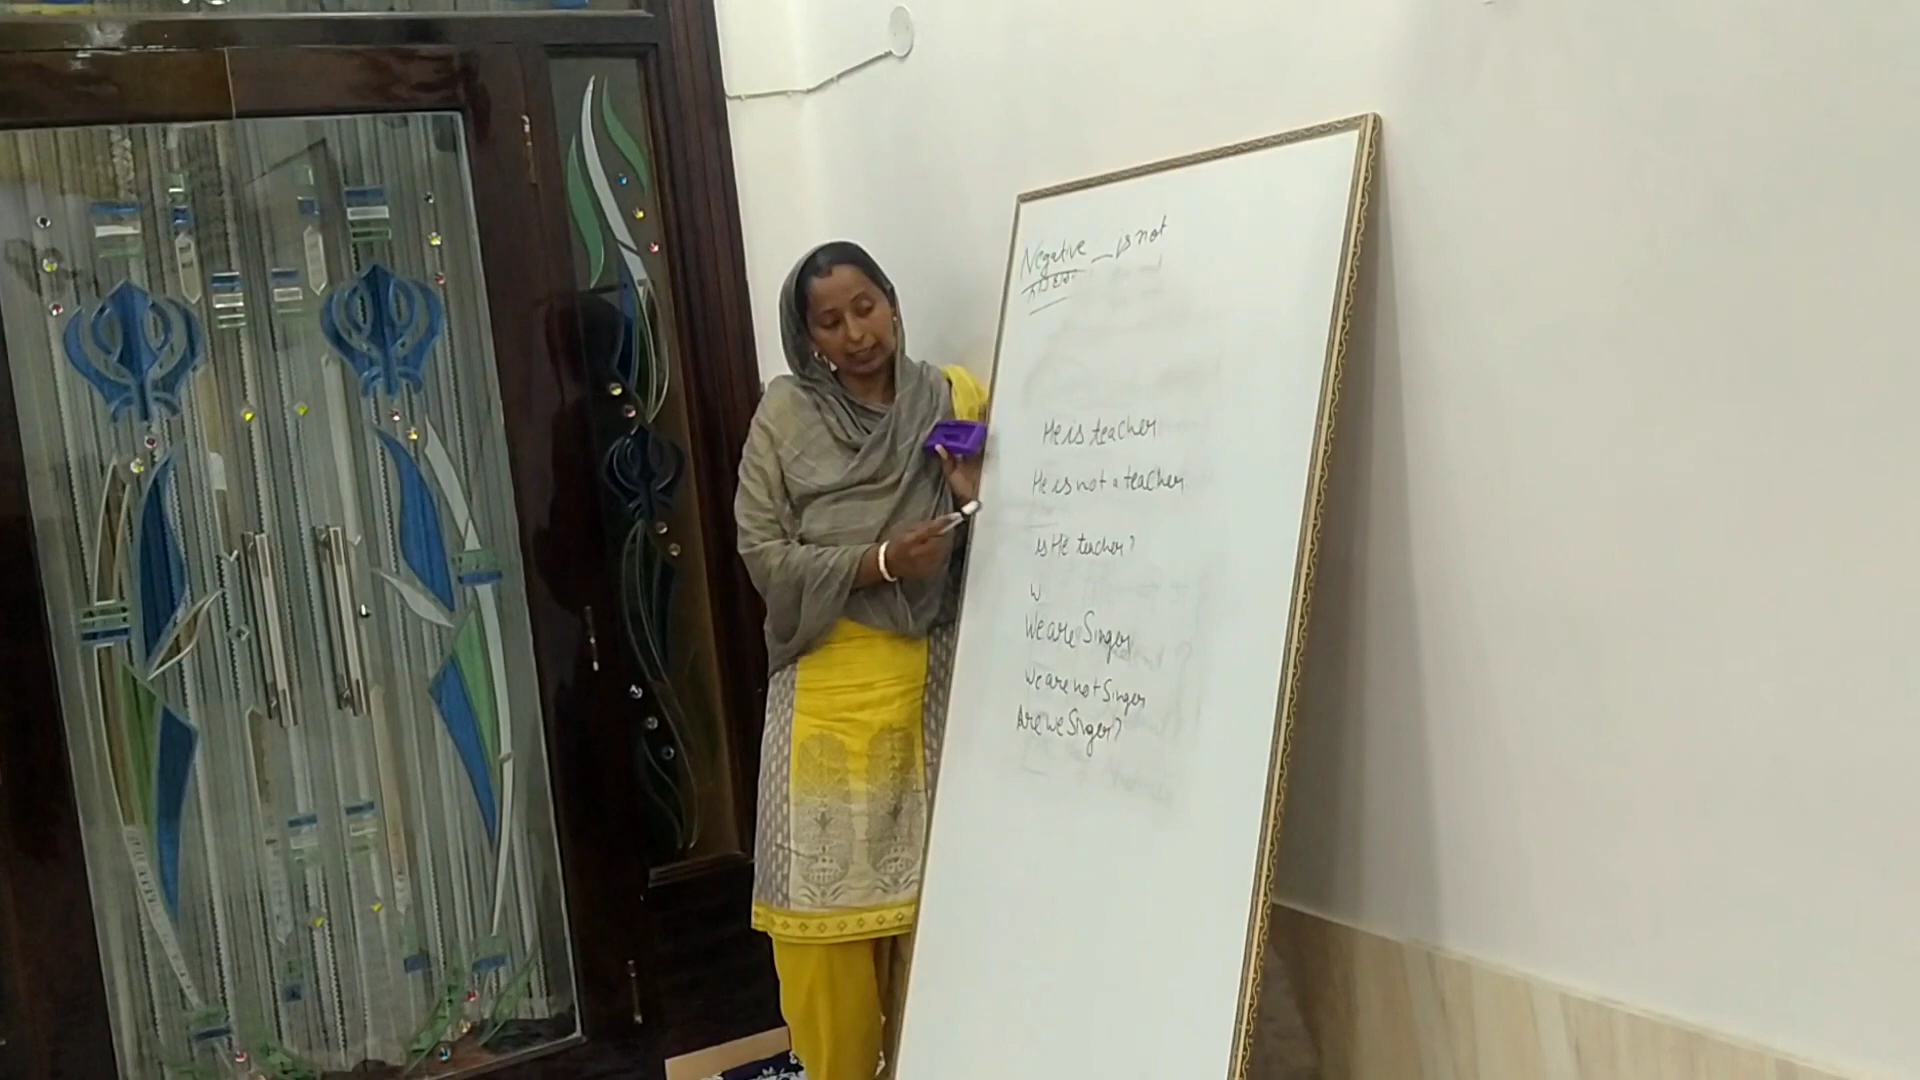 Negative _ is not
He is teacher
He is not a teacher
is He teacher?
W
We are Singer
We are not Singer
Are we Singer?